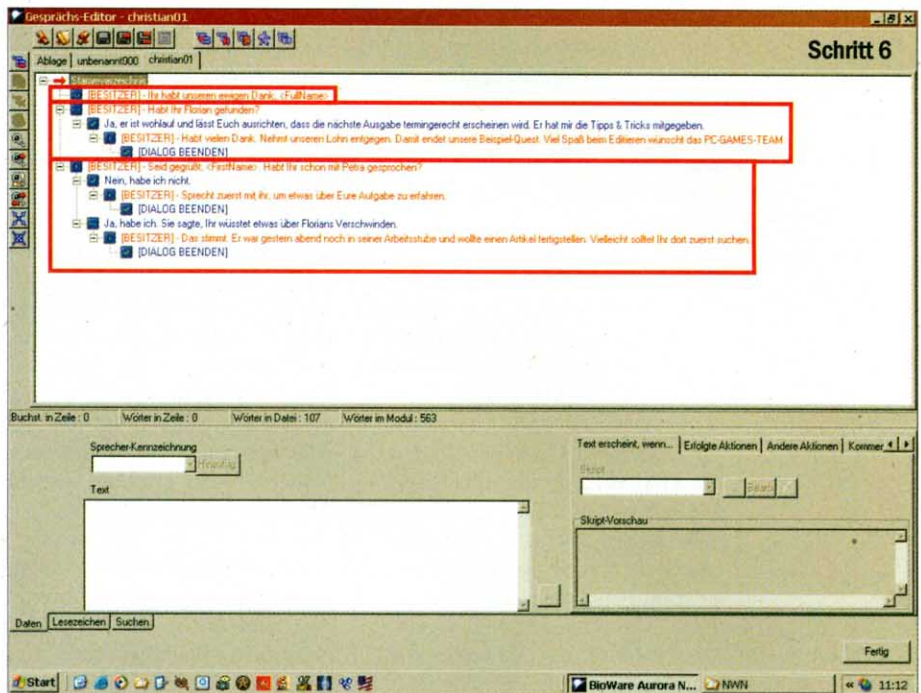 Gesprächs-Editor - christian01
Schritt 6
Ablage unbenannt000 christian01
[BESITZER] - Ihr habt unseren ewigen Dank, <FullName>.
[BESITZER] - Habt Ihr Florian gefunden?
Ja, er ist wohlauf und lässt Euch ausrichten, dass die nächste Ausgabe termingerecht erscheinen wird. Er hat mir die Tipps & Tricks mitgegeben.
[BESITZER] - Habt vielen Dank. Nehmt unseren Lohn entgegen. Damit endet unsere Beispiel-Quest. Viel Spaß beim Editieren wünscht das PC-GAMES-TEAM
[DIALOG BEENDEN]
[BESITZER] - Seid gegrüßt, <FirstName>. Habt Ihr schon mit Petra gesprochen?
Nein, habe ich nicht.
[BESITZER] - Sprecht zuerst mit ihr, um etwas über Eure Aufgabe zu erfahren.
[DIALOG BEENDEN]
Ja, habe ich. Sie sagte, Ihr wüsstet etwas über Florians Verschwinden.
[BESITZER] - Das stimmt. Er war gestern abend noch in seiner Arbeitsstube und wollte einen Artikel fertigstellen. Vielleicht solltet Ihr dort zuerst suchen.
[DIALOG BEENDEN]
Buchst. in Zeile : 0 Wörter in Zeile : 0 Wörter in Datei : 107 Wörter im Modul : 563
Sprecher-Kennzeichnung
Text erscheint, wenn... Erfolgte Aktionen Andere Aktionen Kommer
Skript
Text
Skript-Vorschau
Daten Lesezeichen Suchen
Fertig
Start BioWare Aurora N... NWN « 11:12